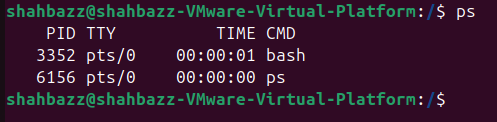 shahbazz@shahbazz-VMware-Virtual-Platform:/$ ps
    PID TTY          TIME CMD
   3352 pts/0    00:00:01 bash
   6156 pts/0    00:00:00 ps
shahbazz@shahbazz-VMware-Virtual-Platform:/$